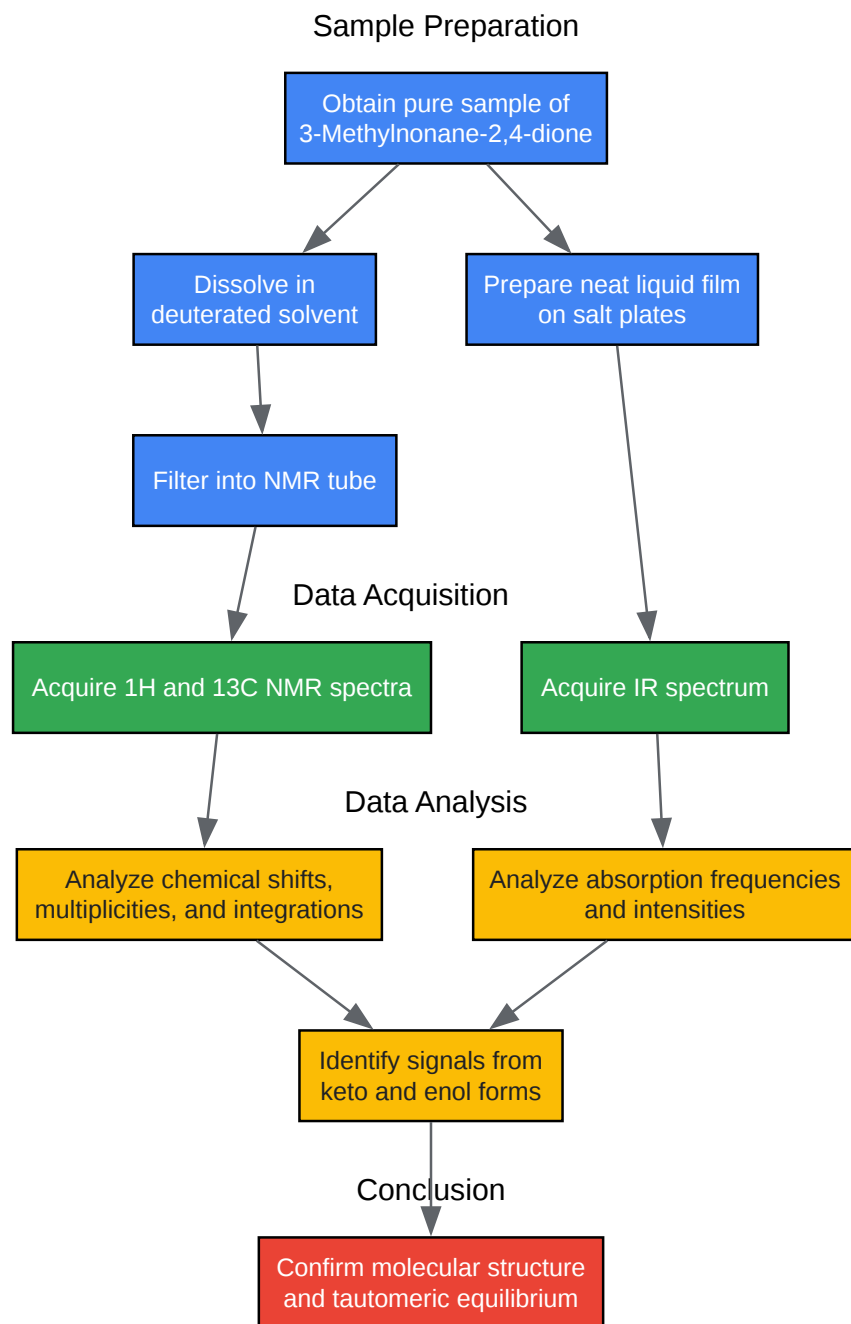 Sample Preparation
Obtain pure sample of
3-Methylnonane-2,4-dione
Dissolve in
deuterated solvent
Prepare neat liquid film
on salt plates
Filter into NMR tube
Data Acquisition
Acquire 1H and 13C NMR spectra
Acquire IR spectrum
Data Analysis
Analyze chemical shifts,
multiplicities, and integrations
Analyze absorption frequencies
and intensities
Identify signals from
keto and enol forms
Conclusion
Confirm molecular structure
and tautomeric equilibrium